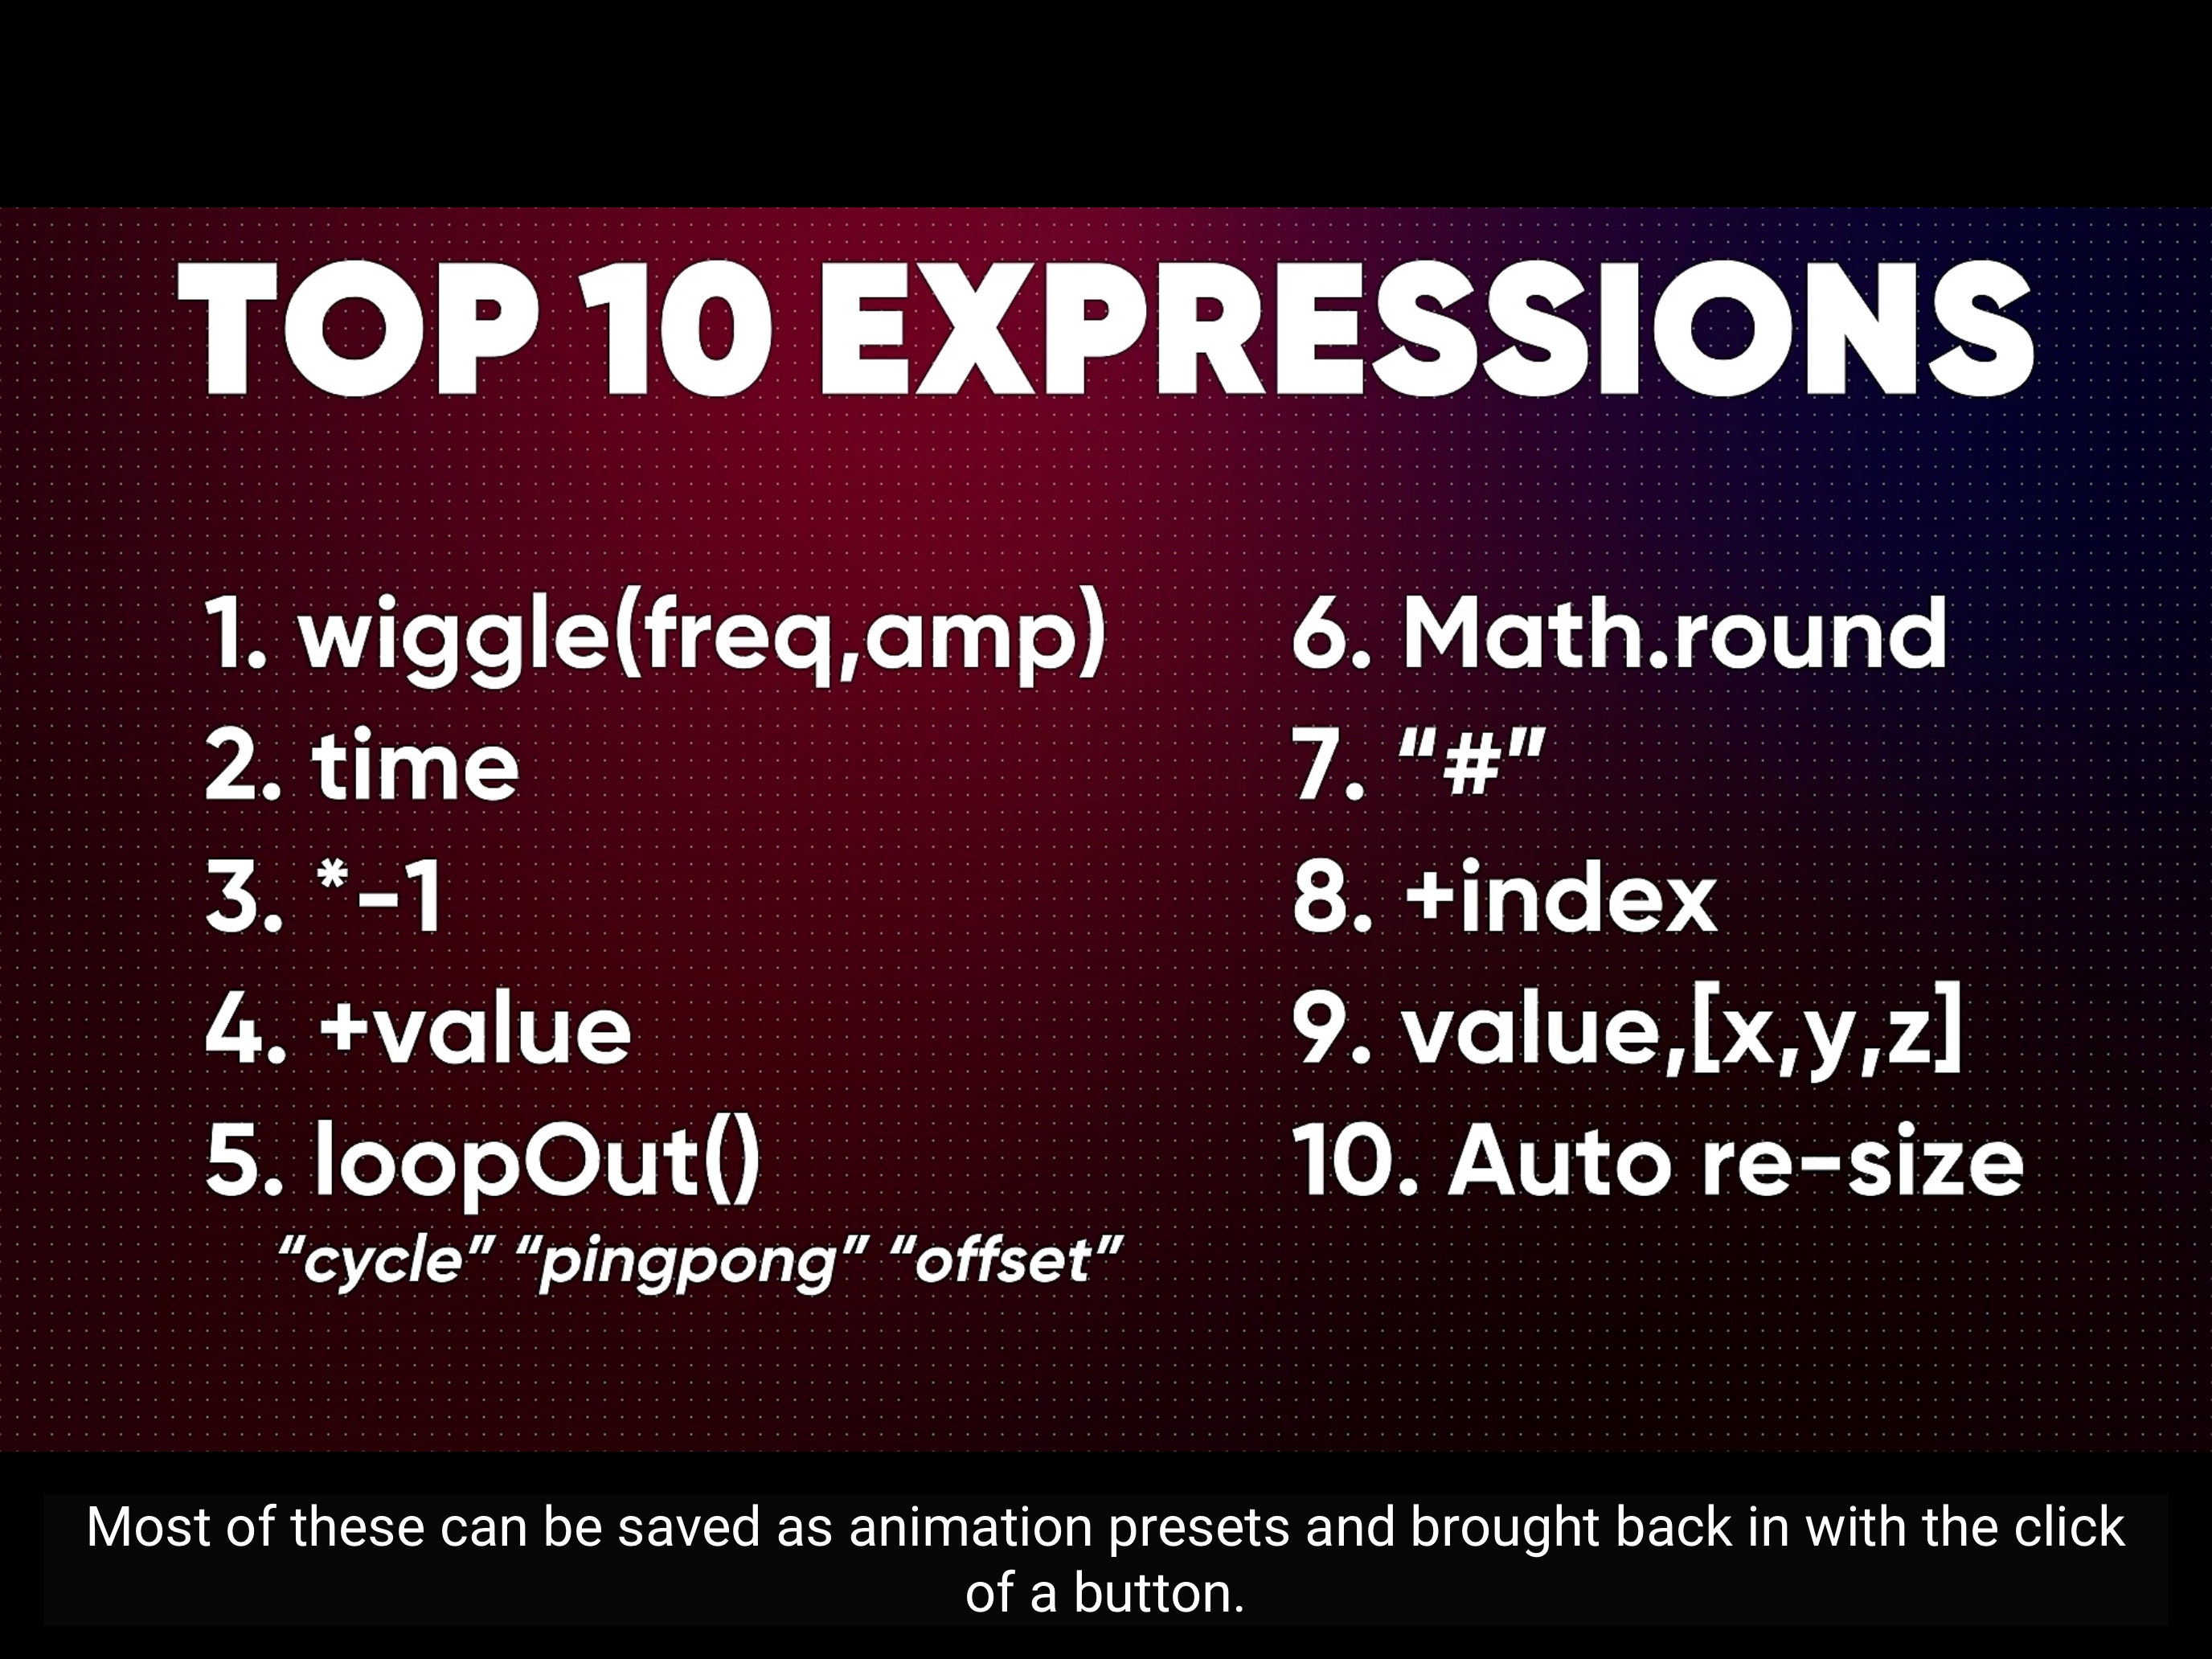 TOP 10 EXPRESSIONS
1. wiggle(freq,amp)
2. time
3. *-1
4. +value
5. loopOut()
“cycle” “pingpong” “offset”
6. Math.round
7. “#”
8. +index
9. value,[x,y,z]
10. Auto re-size
Most of these can be saved as animation presets and brought back in with the click
of a button.